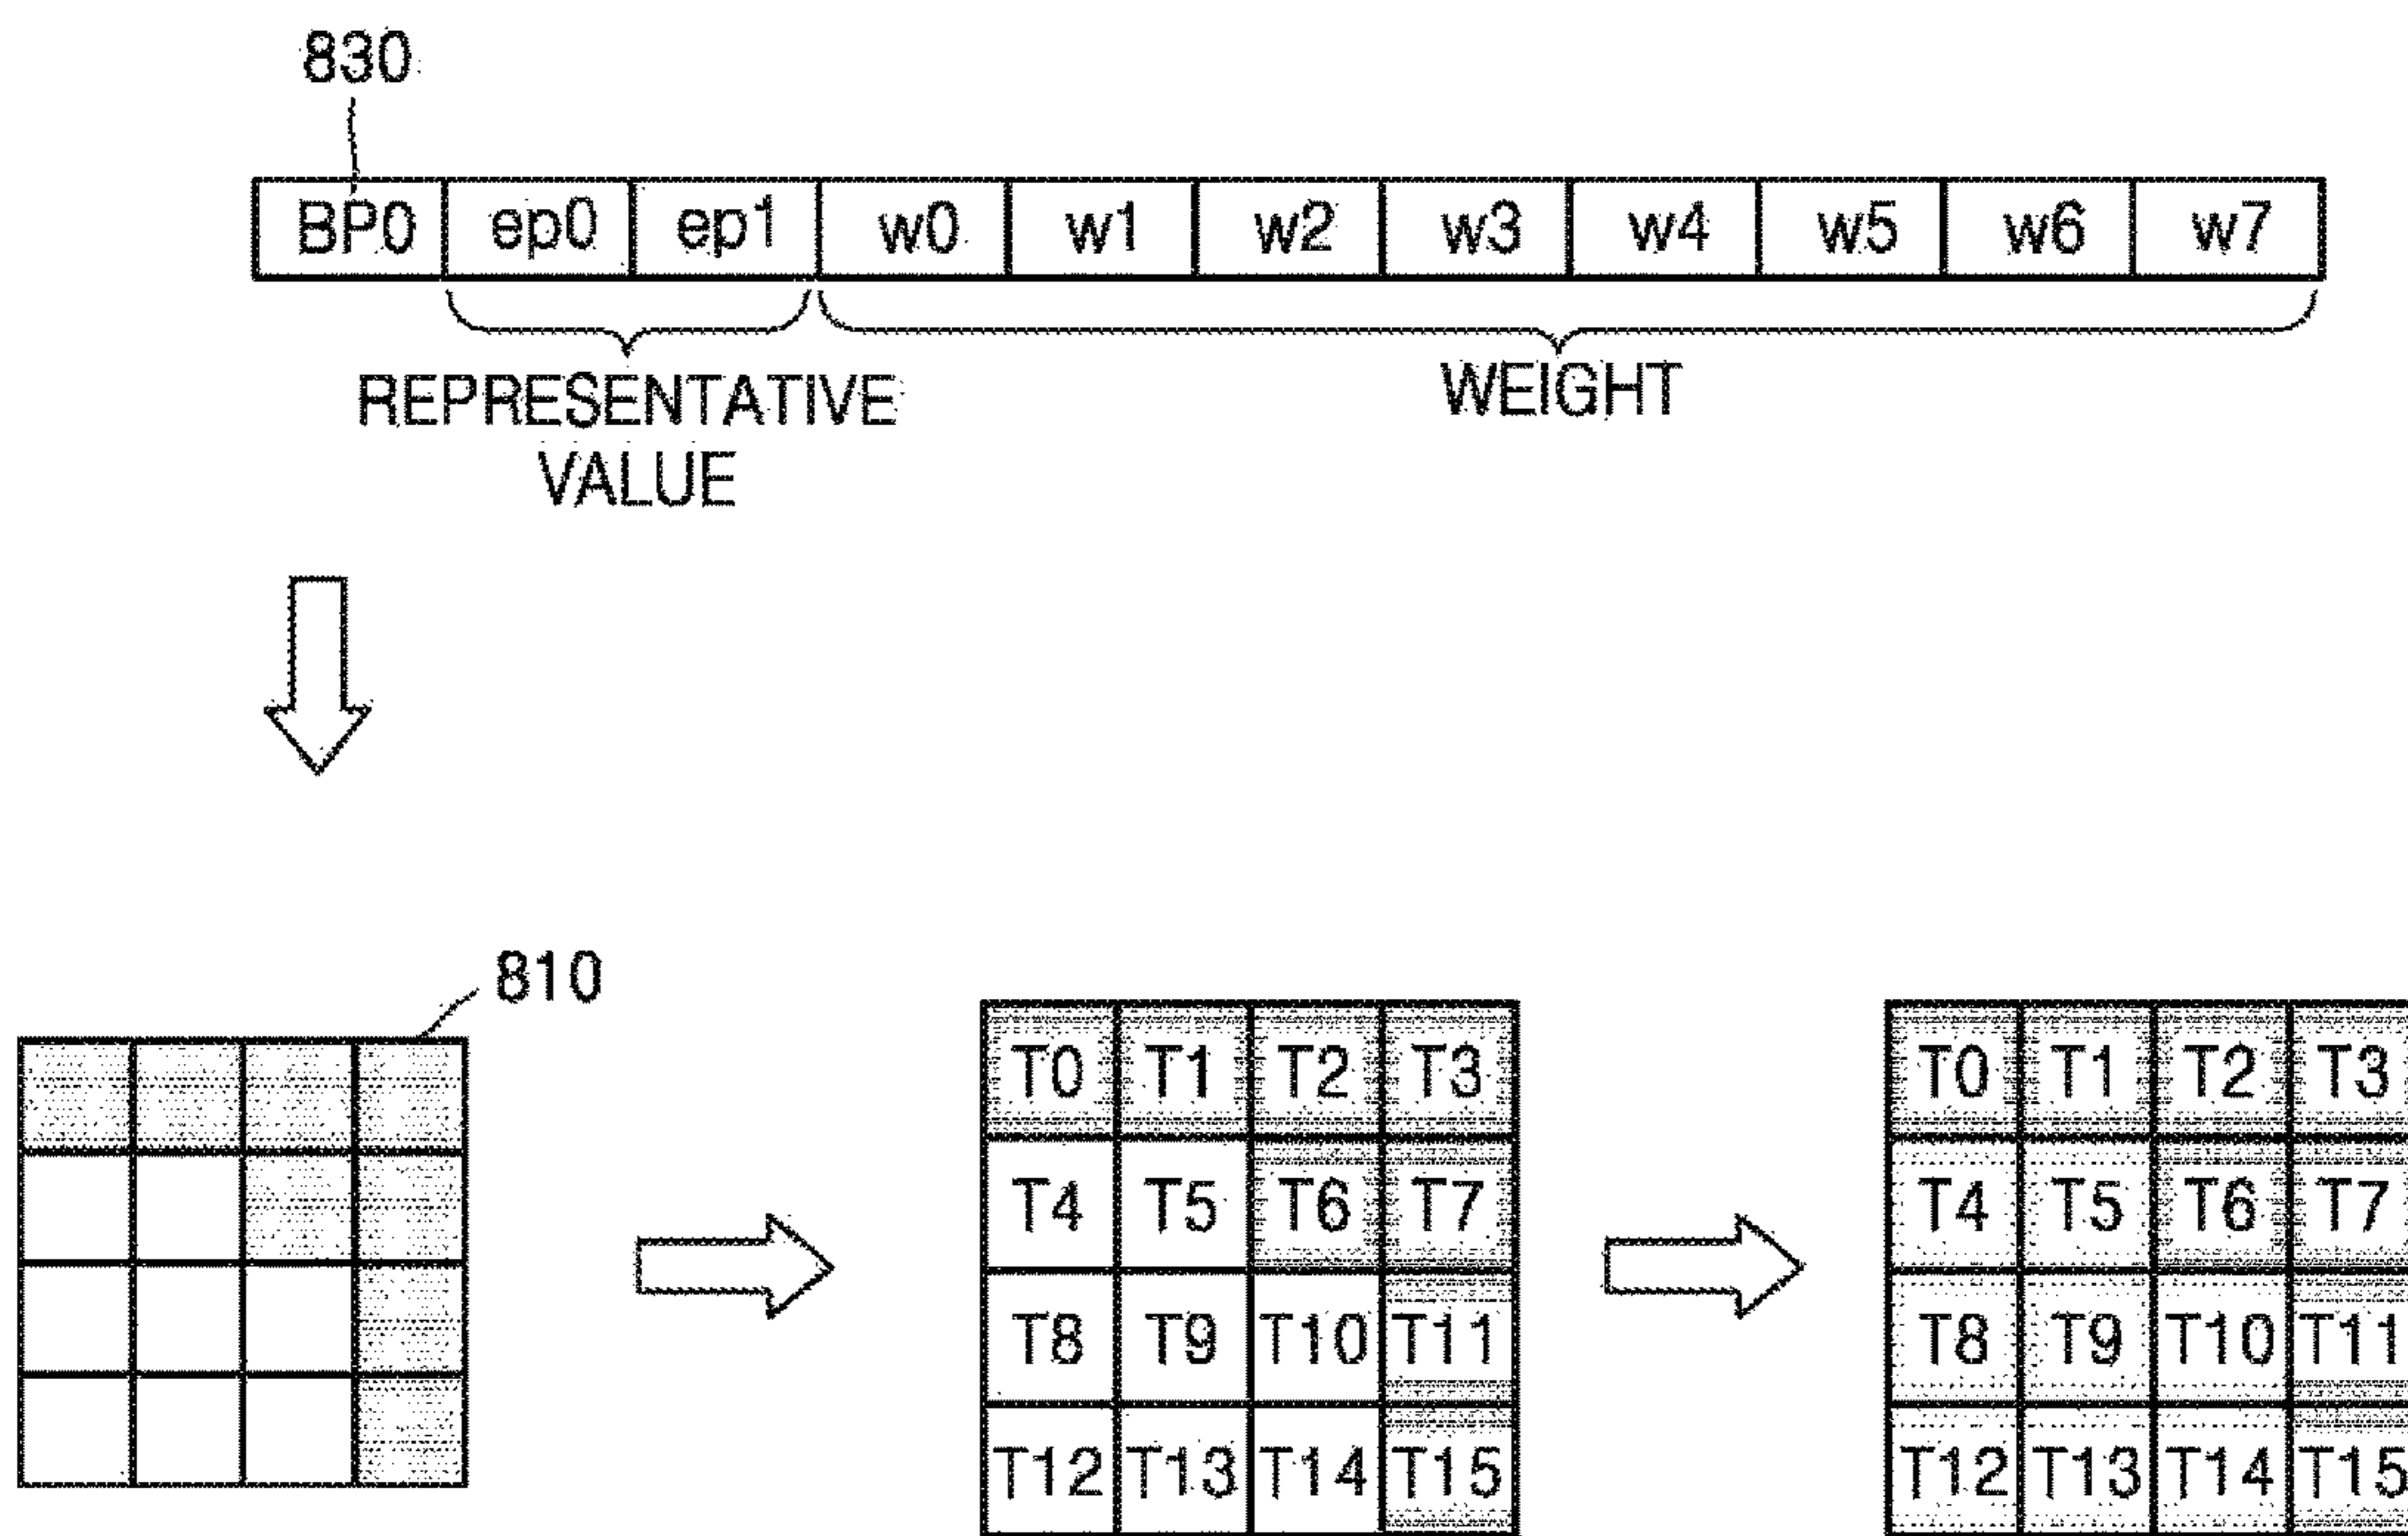 830
BP0 ep0 ep1 w0 w1 w2 w3 w4 w5 w6 w7
REPRESENTATIVE VALUE
WEIGHT
810
T0 T1 T2 T3
T4 T5 T6 T7
T8 T9 T10 T11
T12 T13 T14 T15
T0 T1 T2 T3
T4 T5 T6 T7
T8 T9 T10 T11
T12 T13 T14 T15